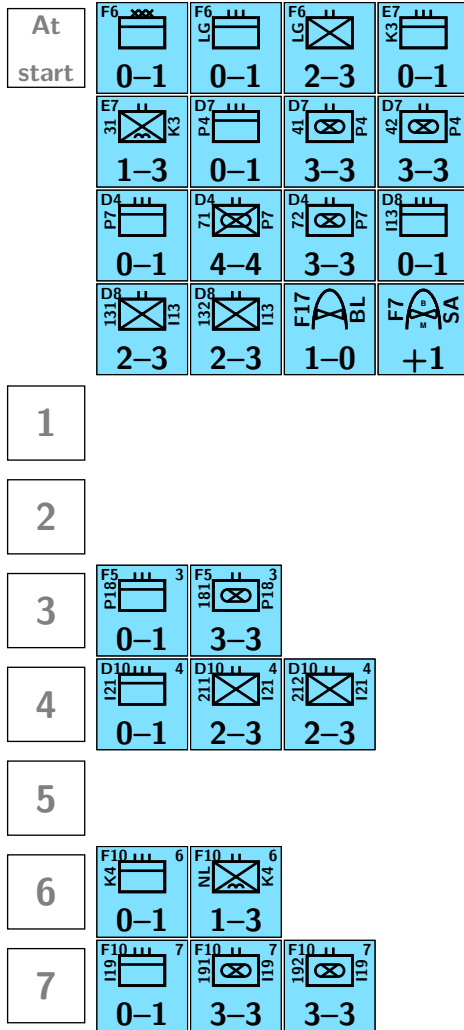 At
start
F6
0–1
F6
LG
0–1
F6
LG
2–3
E7
K3
0–1
E7
31
K3
1–3
D7
P4
0–1
D7
41
P4
3–3
D7
42
P4
3–3
D4
P7
0–1
D4
71
P7
4–4
D4
72
P7
3–3
D8
I13
0–1
D8
131
I13
2–3
D8
132
I13
2–3
F17
BL
1–0
F7
B
M
SA
+1
1
2
3
F5 3
P18
0–1
F5 3
181
P18
3–3
4
D10 4
I21
0–1
D10 4
211
I21
2–3
D10 4
212
I21
2–3
5
6
F10 6
K4
0–1
F10 6
NL
K4
1–3
7
F10 7
I19
0–1
F10 7
191
I19
3–3
F10 7
192
I19
3–3